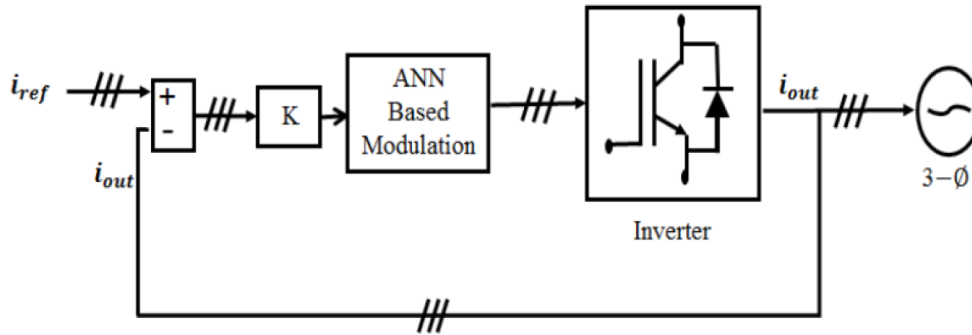 i_ref
+
-
i_out
K
ANN
Based
Modulation
Inverter
i_out
3-Ø